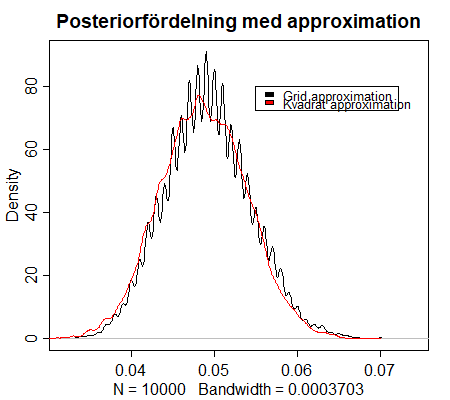 Posteriorfördelning med approximation
Density
0
20
40
60
80
Grid approximation
Kvadrat approximation
0.04 0.05 0.06 0.07
N = 10000 Bandwidth = 0.0003703